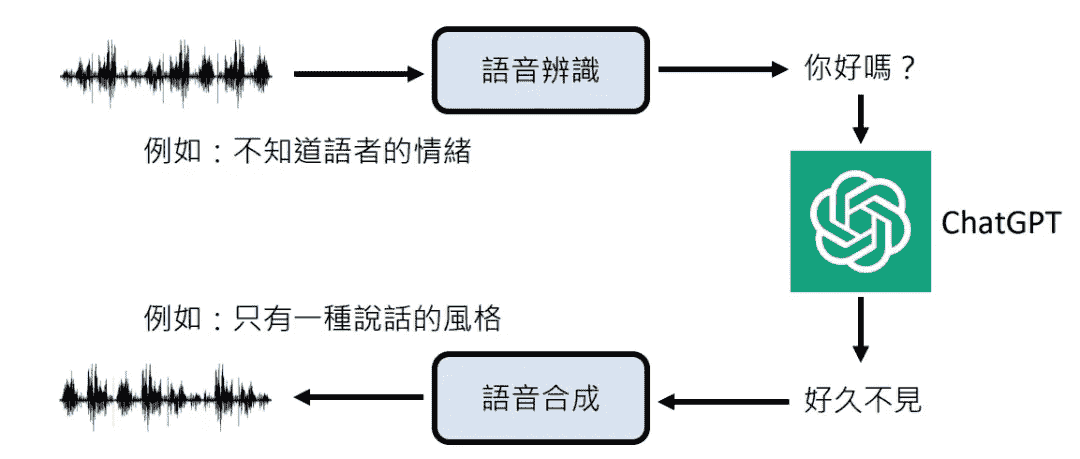 語音辨識
你好嗎？
例如：不知道語者的情緒
ChatGPT
例如：只有一種說話的風格
語音合成
好久不見